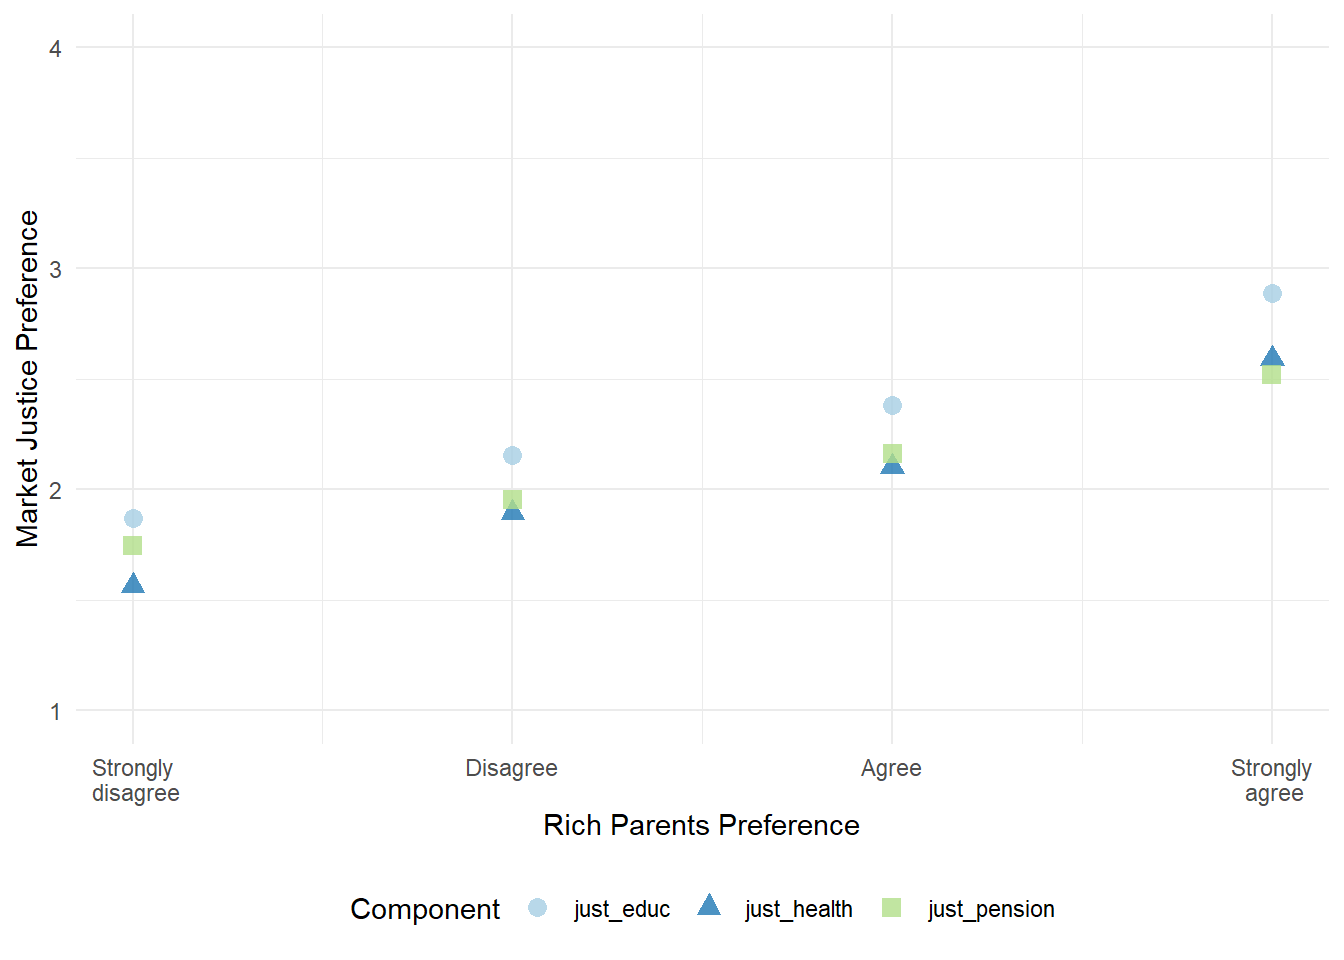 4
3
2
1
Market Justice Preference
Strongly
disagree
Disagree
Agree
Strongly
agree
Rich Parents Preference
Component
just_educ
just_health
just_pension